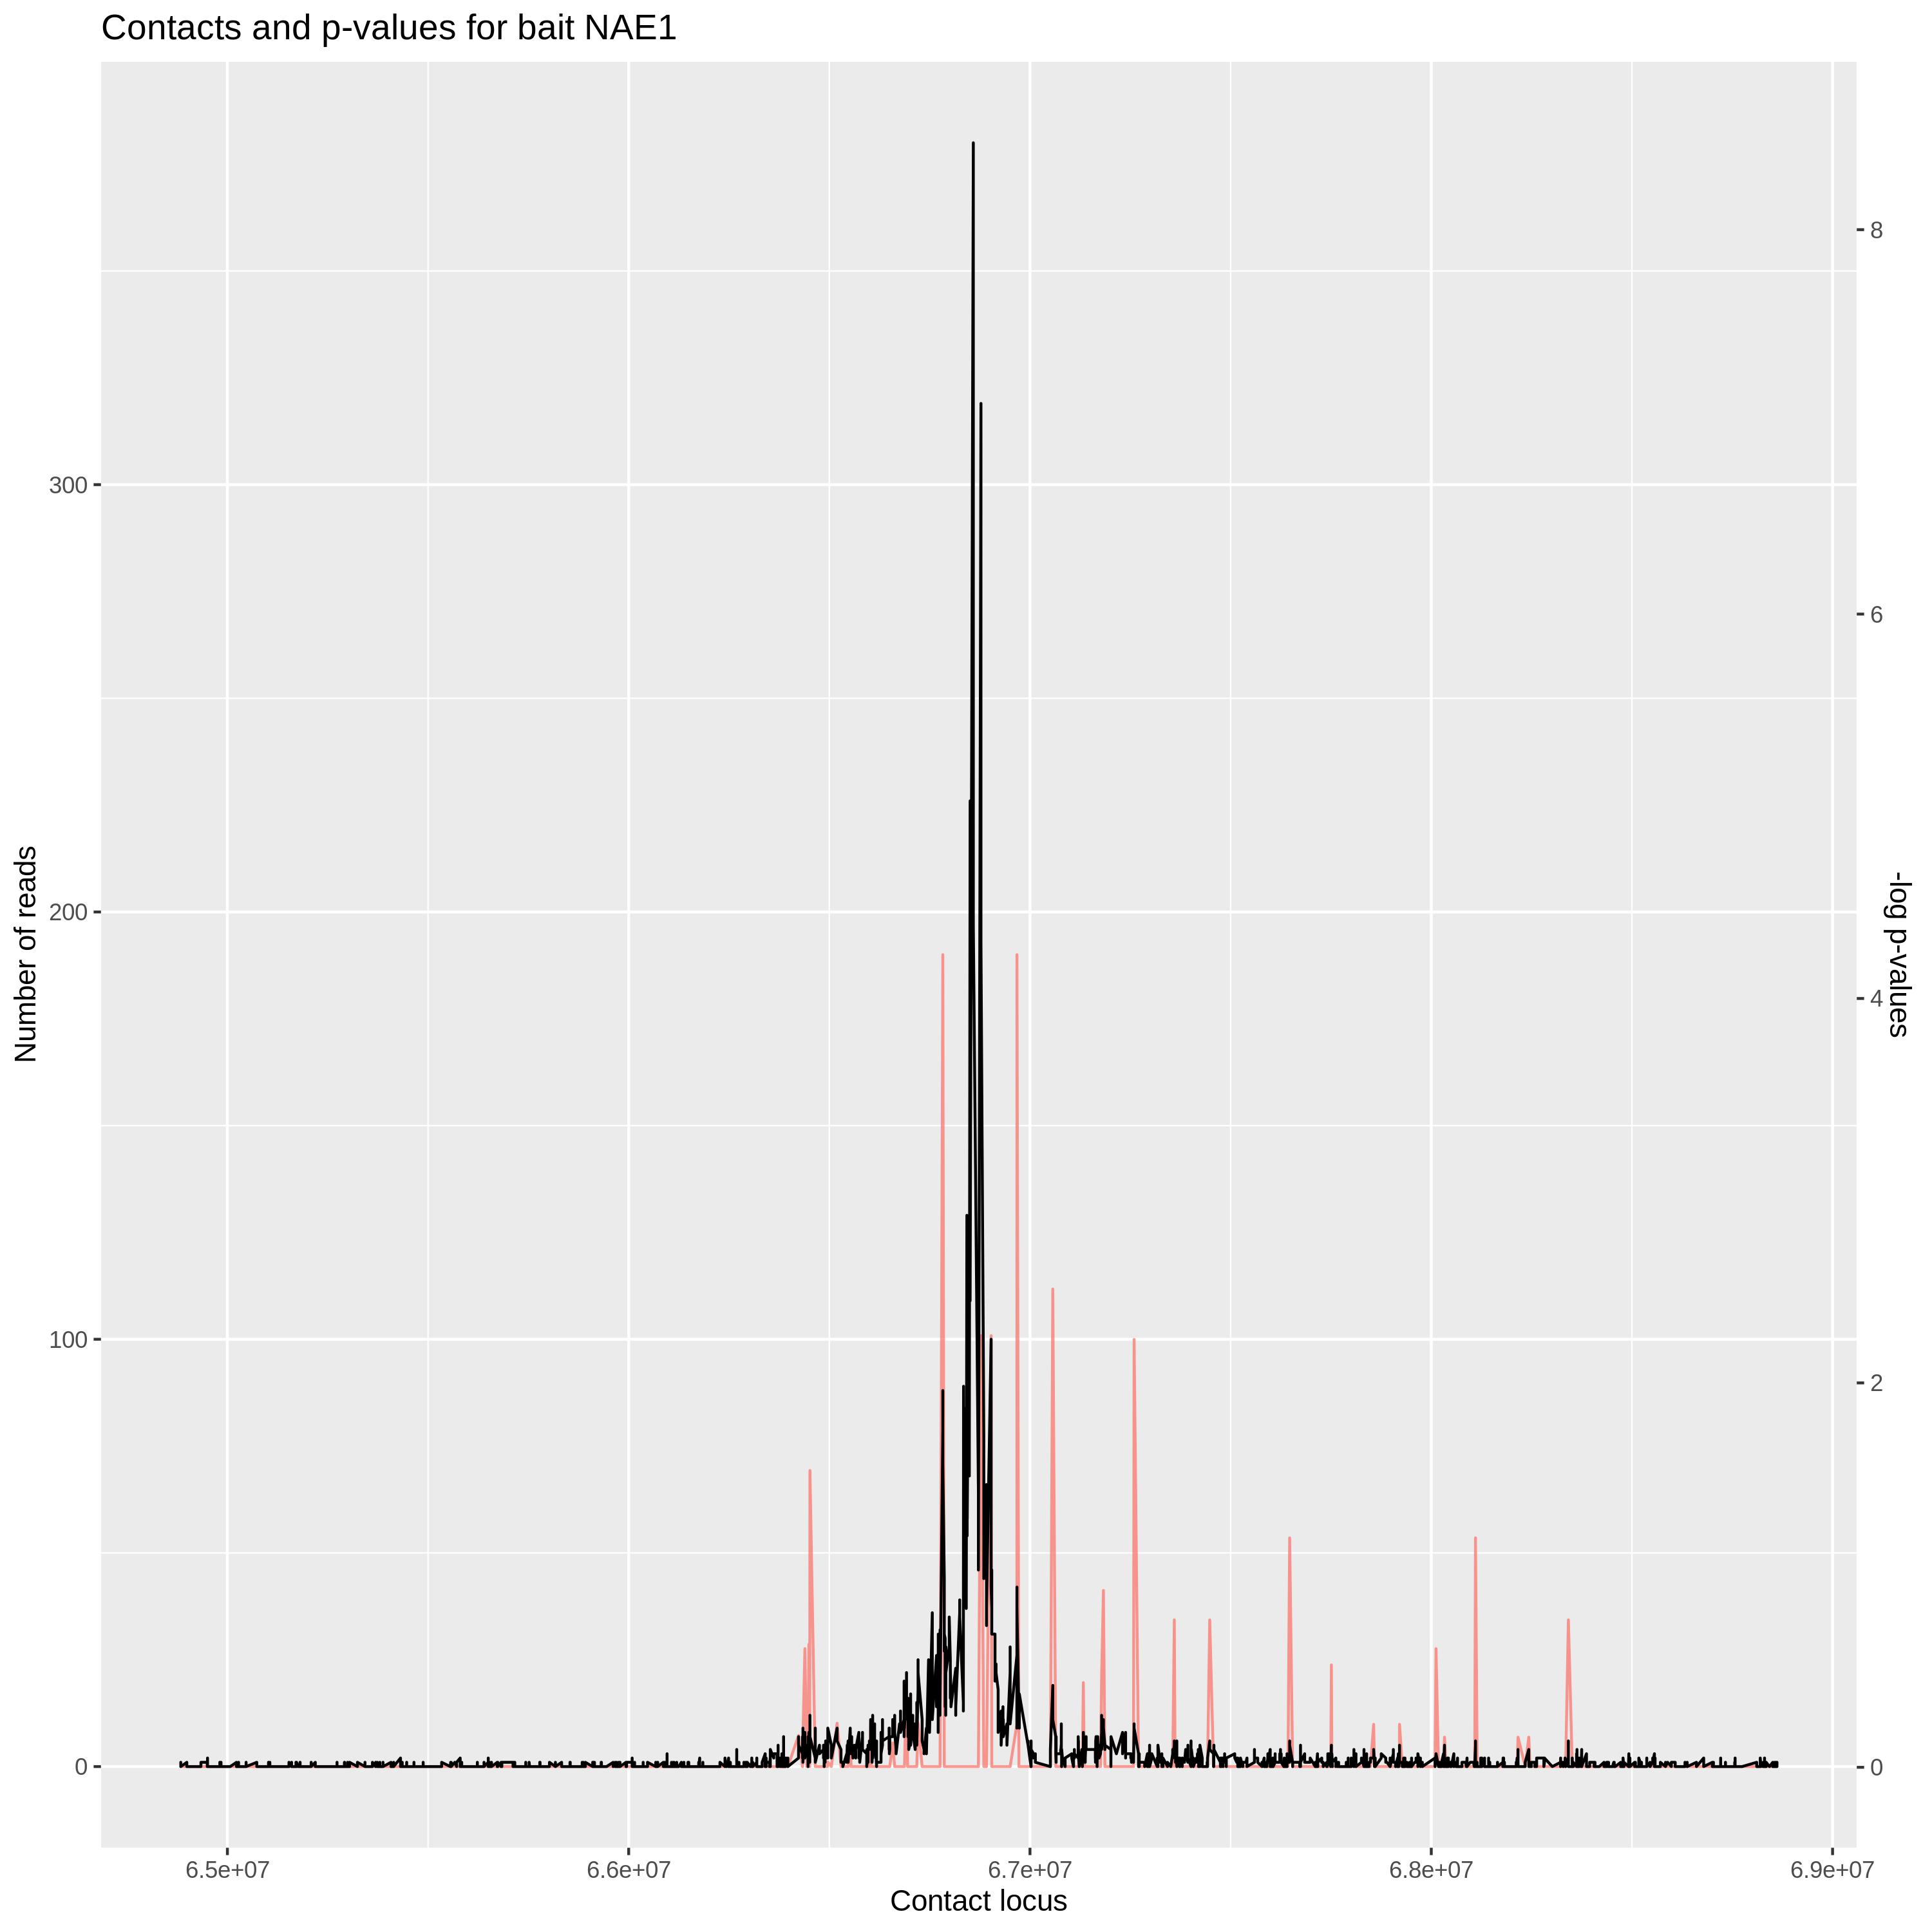 Contacts and p-values for bait NAE1
Number of reads
300
200
100
0
8
6
4
2
0
-log p-values
6.5e+07
6.6e+07
6.7e+07
6.8e+07
6.9e+07
Contact locus